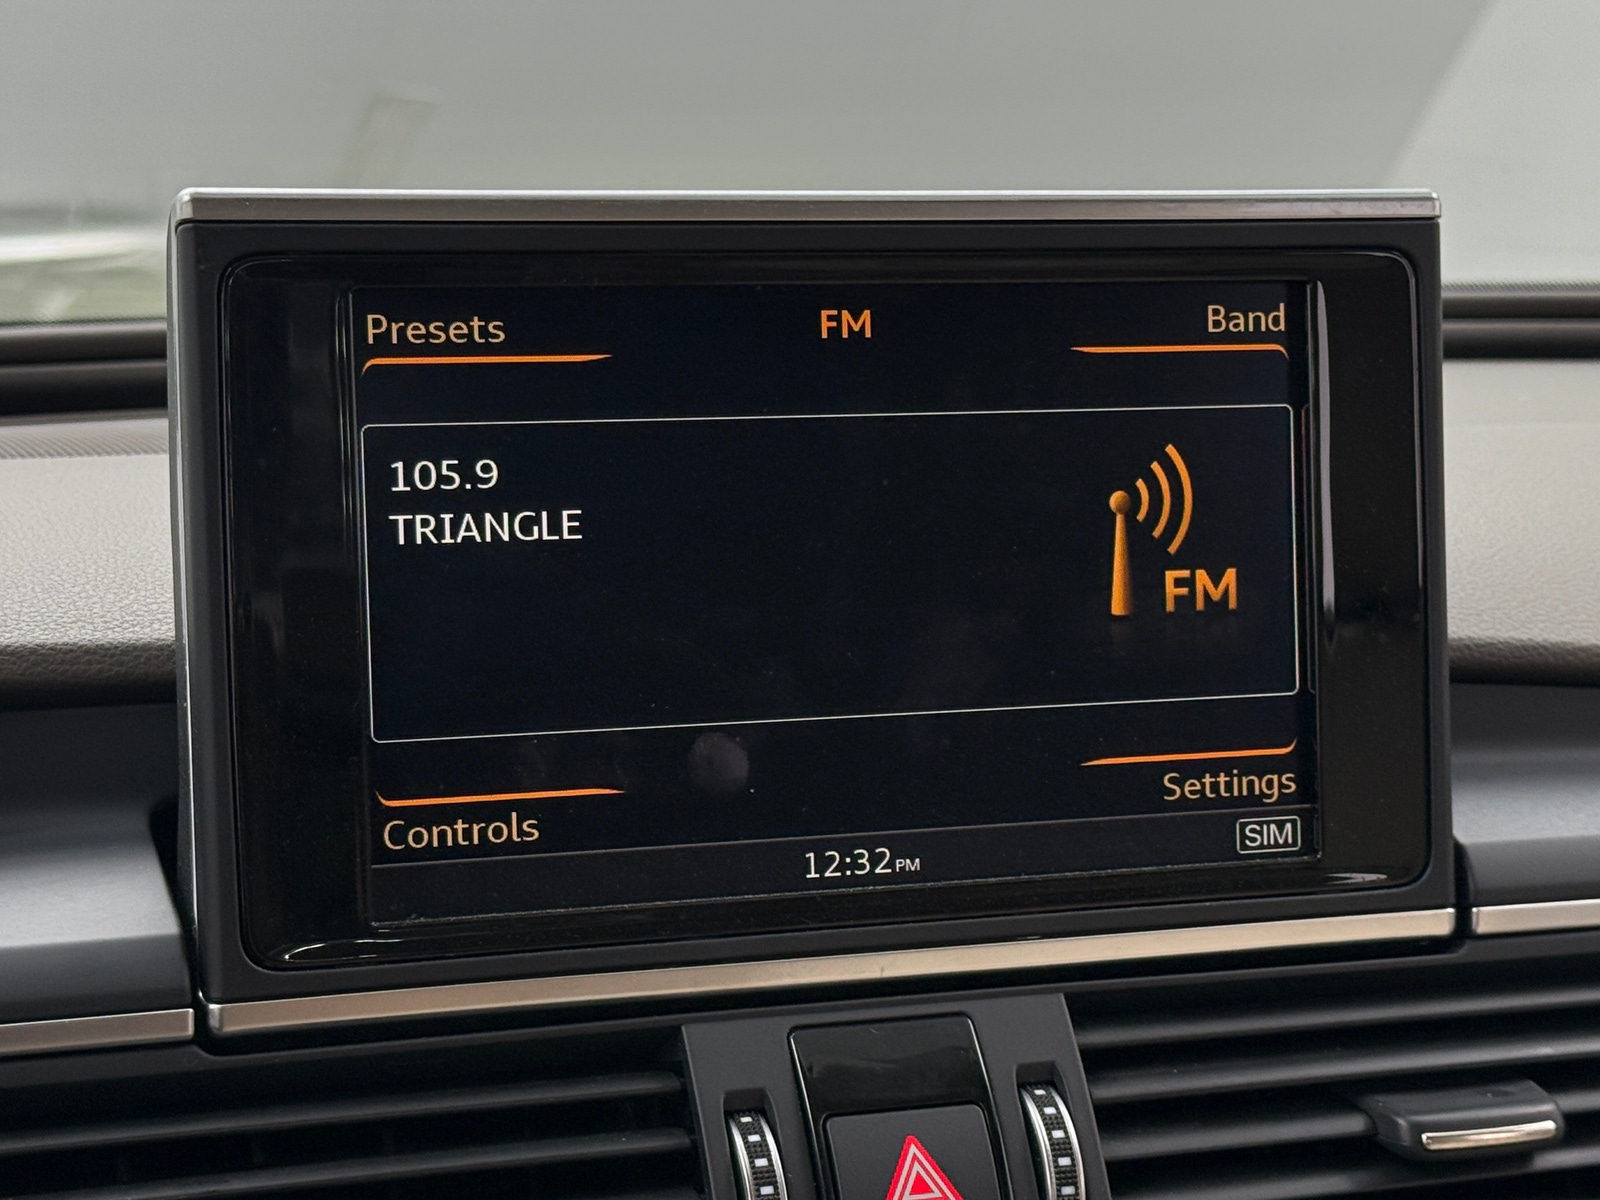 Presets
FM
Band
105.9
TRIANGLE
FM
Controls
Settings
12:32PM
SIM